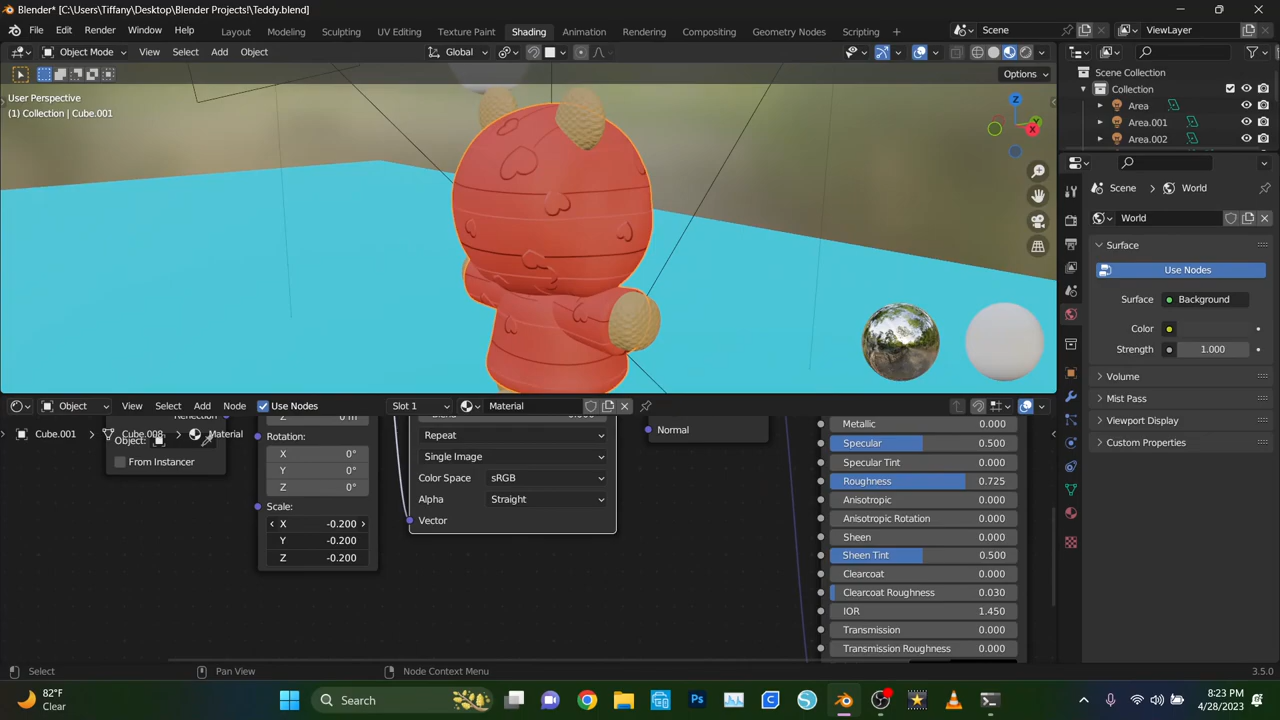 Blender* [C:\Users\Tiffany\Desktop\Blender Projects!\Teddy.blend]
File Edit Render Window Help Layout Modeling Sculpting UV Editing Texture Paint Shading Animation Rendering Compositing Geometry Nodes Scripting + Scene ViewLayer
Object Mode View Select Add Object Global
Options
User Perspective
(1) Collection | Cube.001
Z
Y
X
Scene Collection
Collection
Area
Area.001
Area.002
Scene World
World
Surface
Use Nodes
Surface Background
Color
Strength 1.000
Volume
Mist Pass
Viewport Display
Custom Properties
Object View Select Add Node Use Nodes Slot 1 Material
Cube.001 Cube.008 Material
Object:
From Instancer
Z 0 m
Rotation:
X 0°
Y 0°
Z 0°
Scale:
X -0.200
Y -0.200
Z -0.200
Repeat
Single Image
Color Space sRGB
Alpha Straight
Vector
Normal
Metallic 0.000
Specular 0.500
Specular Tint 0.000
Roughness 0.725
Anisotropic 0.000
Anisotropic Rotation 0.000
Sheen 0.000
Sheen Tint 0.500
Clearcoat 0.000
Clearcoat Roughness 0.030
IOR 1.450
Transmission 0.000
Transmission Roughness 0.000
Select Pan View Node Context Menu 3.5.0
82°F
Clear
Search
Ps
8:23 PM
4/28/2023